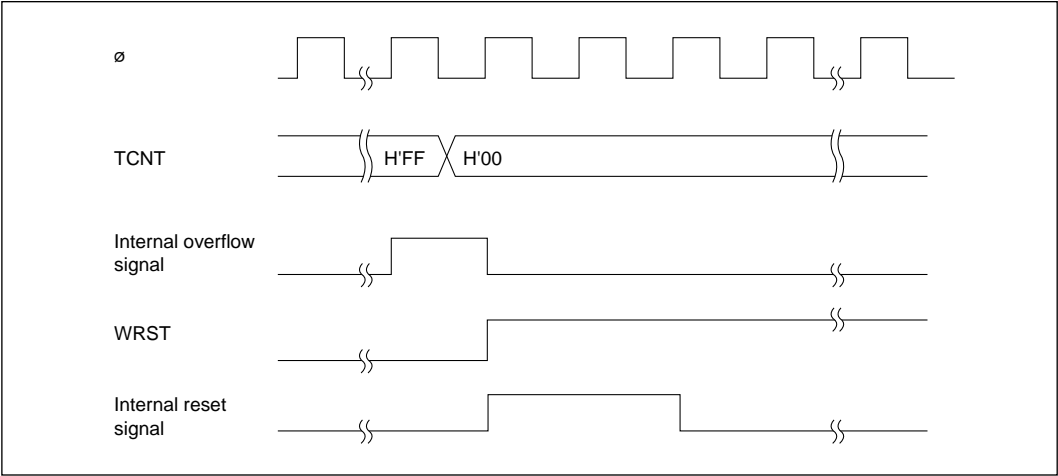 ø
TCNT
H'FF
H'00
Internal overflow
signal
WRST
Internal reset
signal